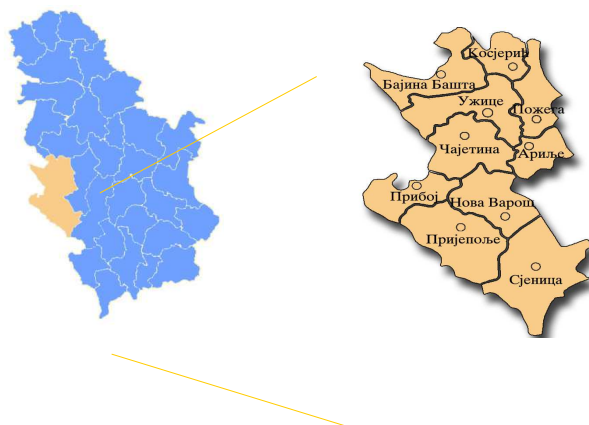 Косјерић
Бајина Башта
Ужице
Пожега
Чајетина
Ариље
Прибој
Нова Варош
Пријепоље
Сјеница